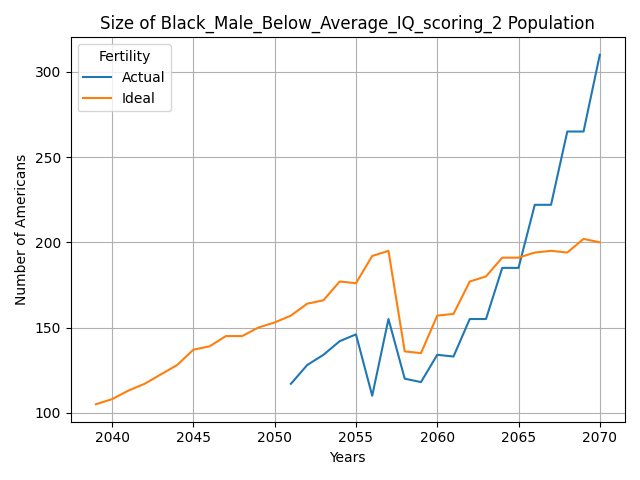 Size of Black_Male_Below_Average_IQ_scoring_2 Population
Fertility
Actual
Ideal
Number of Americans
300
250
200
150
100
2040 2045 2050 2055 2060 2065 2070
Years